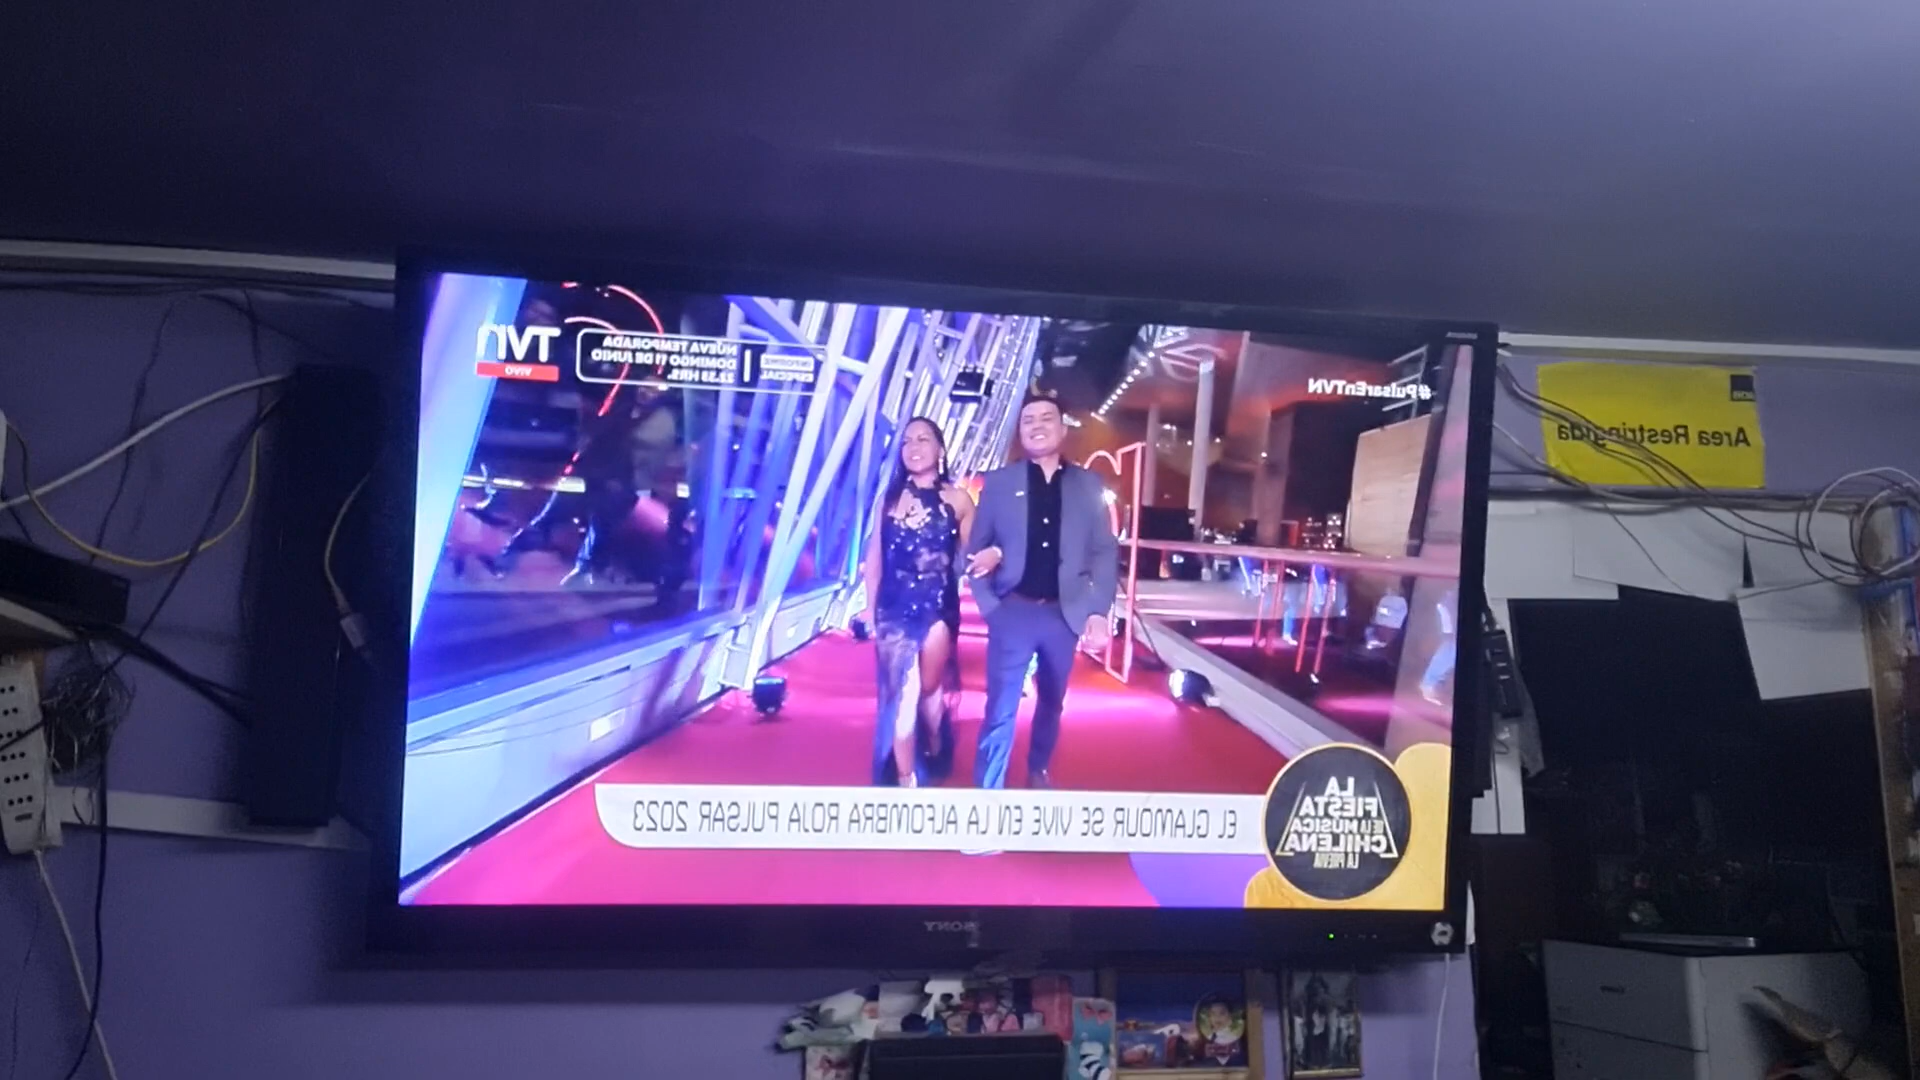 TVN
VIVO
INFORME
ESPECIAL
NUEVA TEMPORADA
DOMINGO 11 DE JUNIO
22.35 HRS.
#PulsarEnTVN
Area Restringida
EL GLAMOUR SE VIVE EN LA ALFOMBRA ROJA PULSAR 2023
LA
FIESTA
DE LA MÚSICA
CHILENA
LA PREVIA
SONY